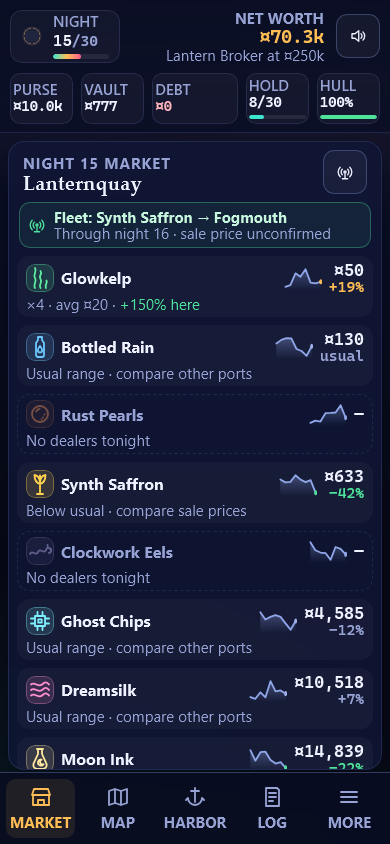 NIGHT
15/30
NET WORTH
¤70.3k
Lantern Broker at ¤250k
PURSE
¤10.0k
VAULT
¤777
DEBT
¤0
HOLD
8/30
HULL
100%
NIGHT 15 MARKET
Lanternquay
Fleet: Synth Saffron → Fogmouth
Through night 16 · sale price unconfirmed
Glowkelp
¤50
+19%
×4 · avg ¤20 · +150% here
Bottled Rain
¤130
usual
Usual range · compare other ports
Rust Pearls
—
No dealers tonight
Synth Saffron
¤633
−42%
Below usual · compare sale prices
Clockwork Eels
—
No dealers tonight
Ghost Chips
¤4,585
−12%
Usual range · compare other ports
Dreamsilk
¤10,518
+7%
Usual range · compare other ports
Moon Ink
¤14,839
−22%
MARKET
MAP
HARBOR
LOG
MORE